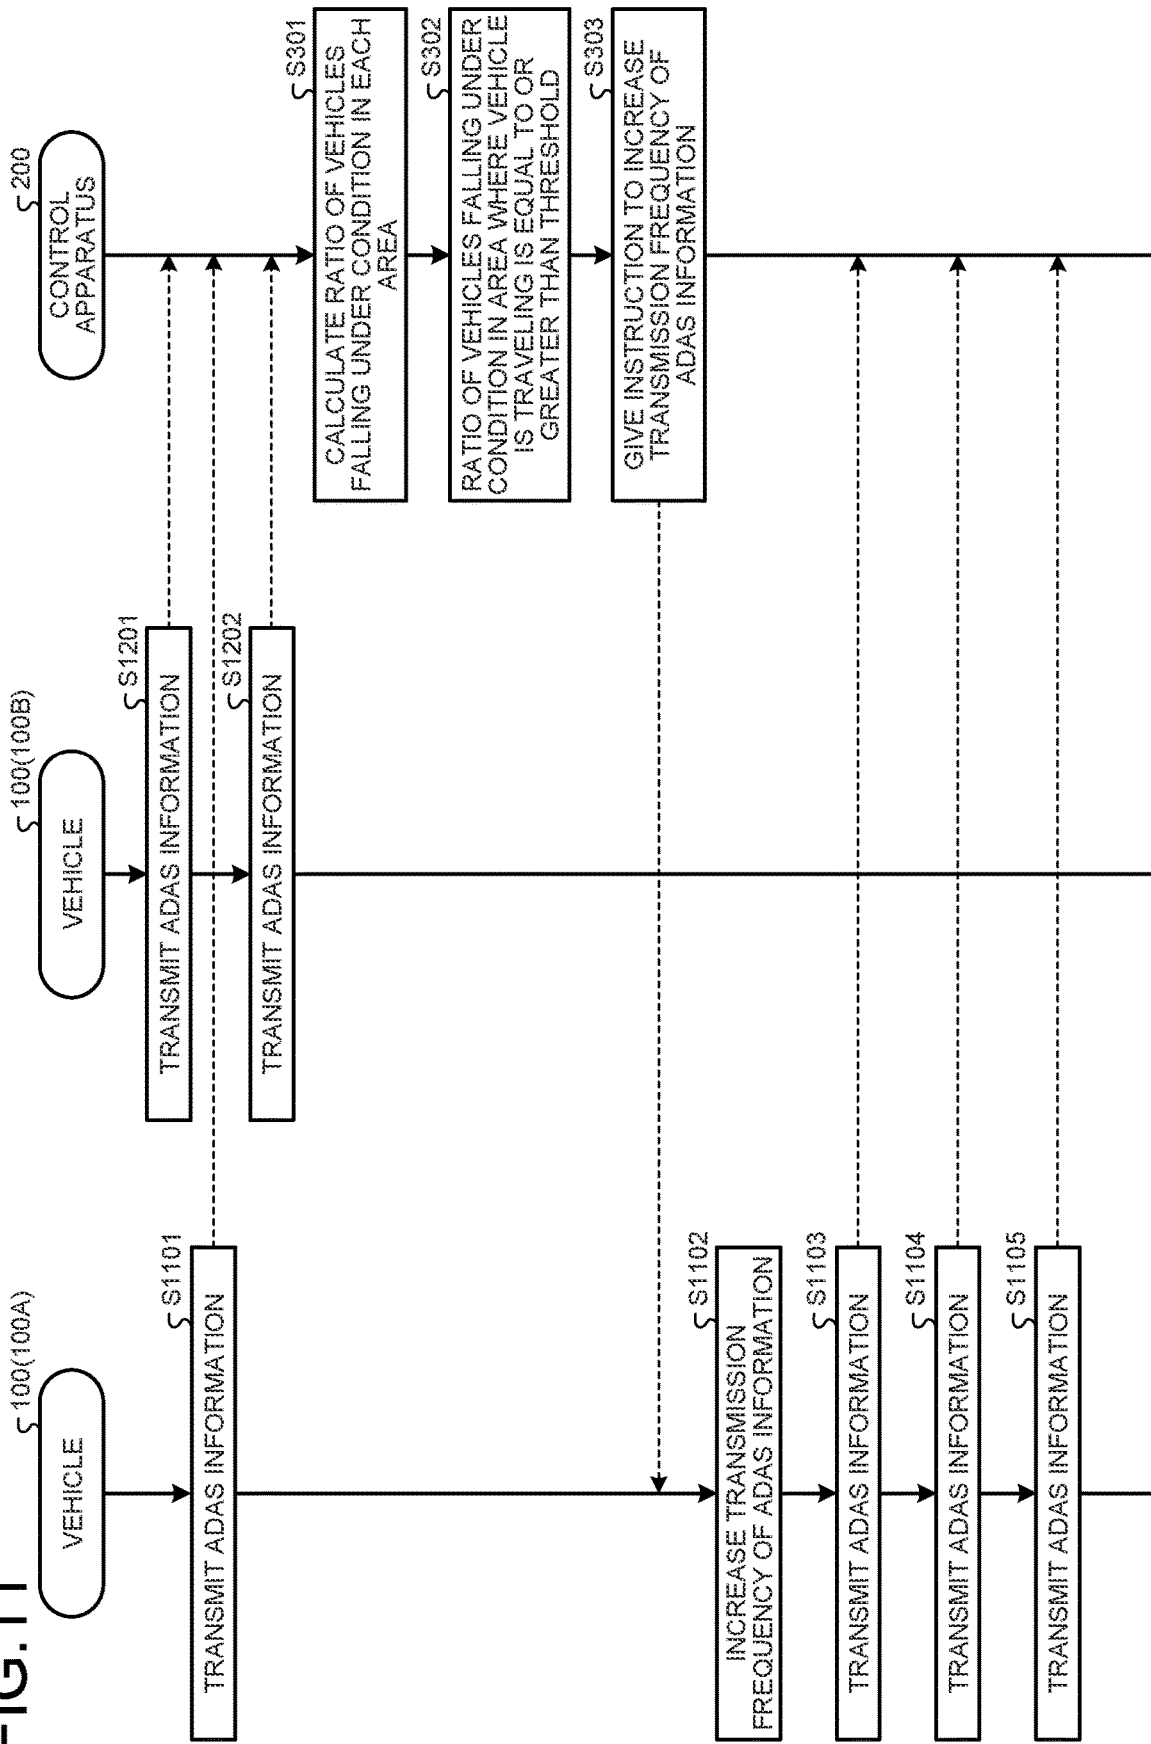 FIG.11
100(100A)
VEHICLE
S1101
TRANSMIT ADAS INFORMATION
S1102
INCREASE TRANSMISSION
FREQUENCY OF ADAS INFORMATION
S1103
TRANSMIT ADAS INFORMATION
S1104
TRANSMIT ADAS INFORMATION
S1105
TRANSMIT ADAS INFORMATION
100(100B)
VEHICLE
S1201
TRANSMIT ADAS INFORMATION
S1202
TRANSMIT ADAS INFORMATION
200
CONTROL
APPARATUS
S301
CALCULATE RATIO OF VEHICLES
FALLING UNDER CONDITION IN EACH
AREA
S302
RATIO OF VEHICLES FALLING UNDER
CONDITION IN AREA WHERE VEHICLE
IS TRAVELING IS EQUAL TO OR
GREATER THAN THRESHOLD
S303
GIVE INSTRUCTION TO INCREASE
TRANSMISSION FREQUENCY OF
ADAS INFORMATION